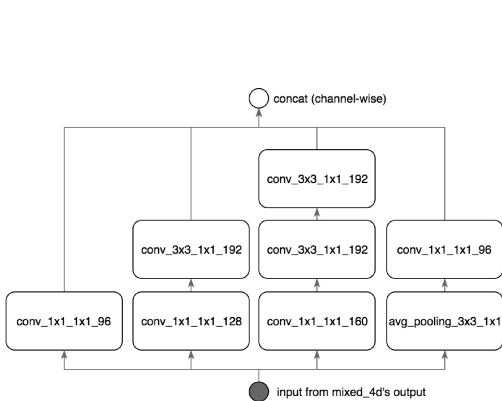 concat (channel-wise)
conv_3x3_1x1_192
conv_3x3_1x1_192
conv_3x3_1x1_192
conv_1x1_1x1_96
conv_1x1_1x1_96
conv_1x1_1x1_128
conv_1x1_1x1_160
avg_pooling_3x3_1x1
input from mixed_4d's output